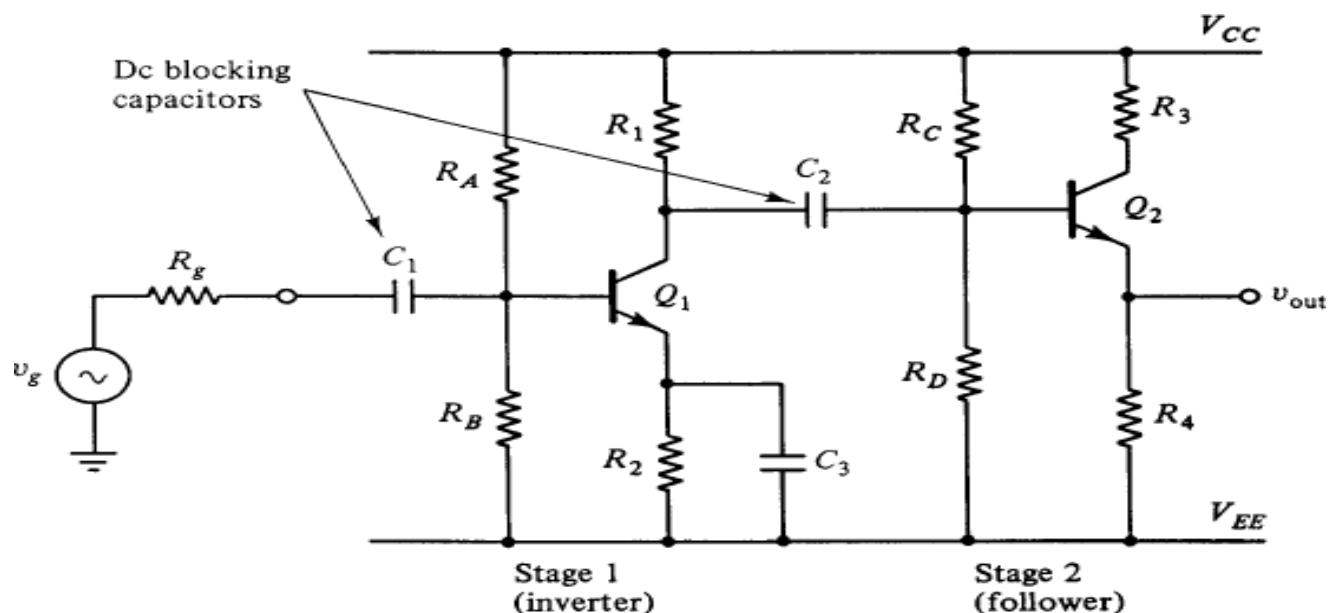 V_CC
Dc blocking
capacitors
R_1
R_C
R_3
R_A
C_2
Q_2
R_g
C_1
Q_1
v_out
v_g
R_B
R_D
R_4
R_2
C_3
V_EE
Stage 1
(inverter)
Stage 2
(follower)